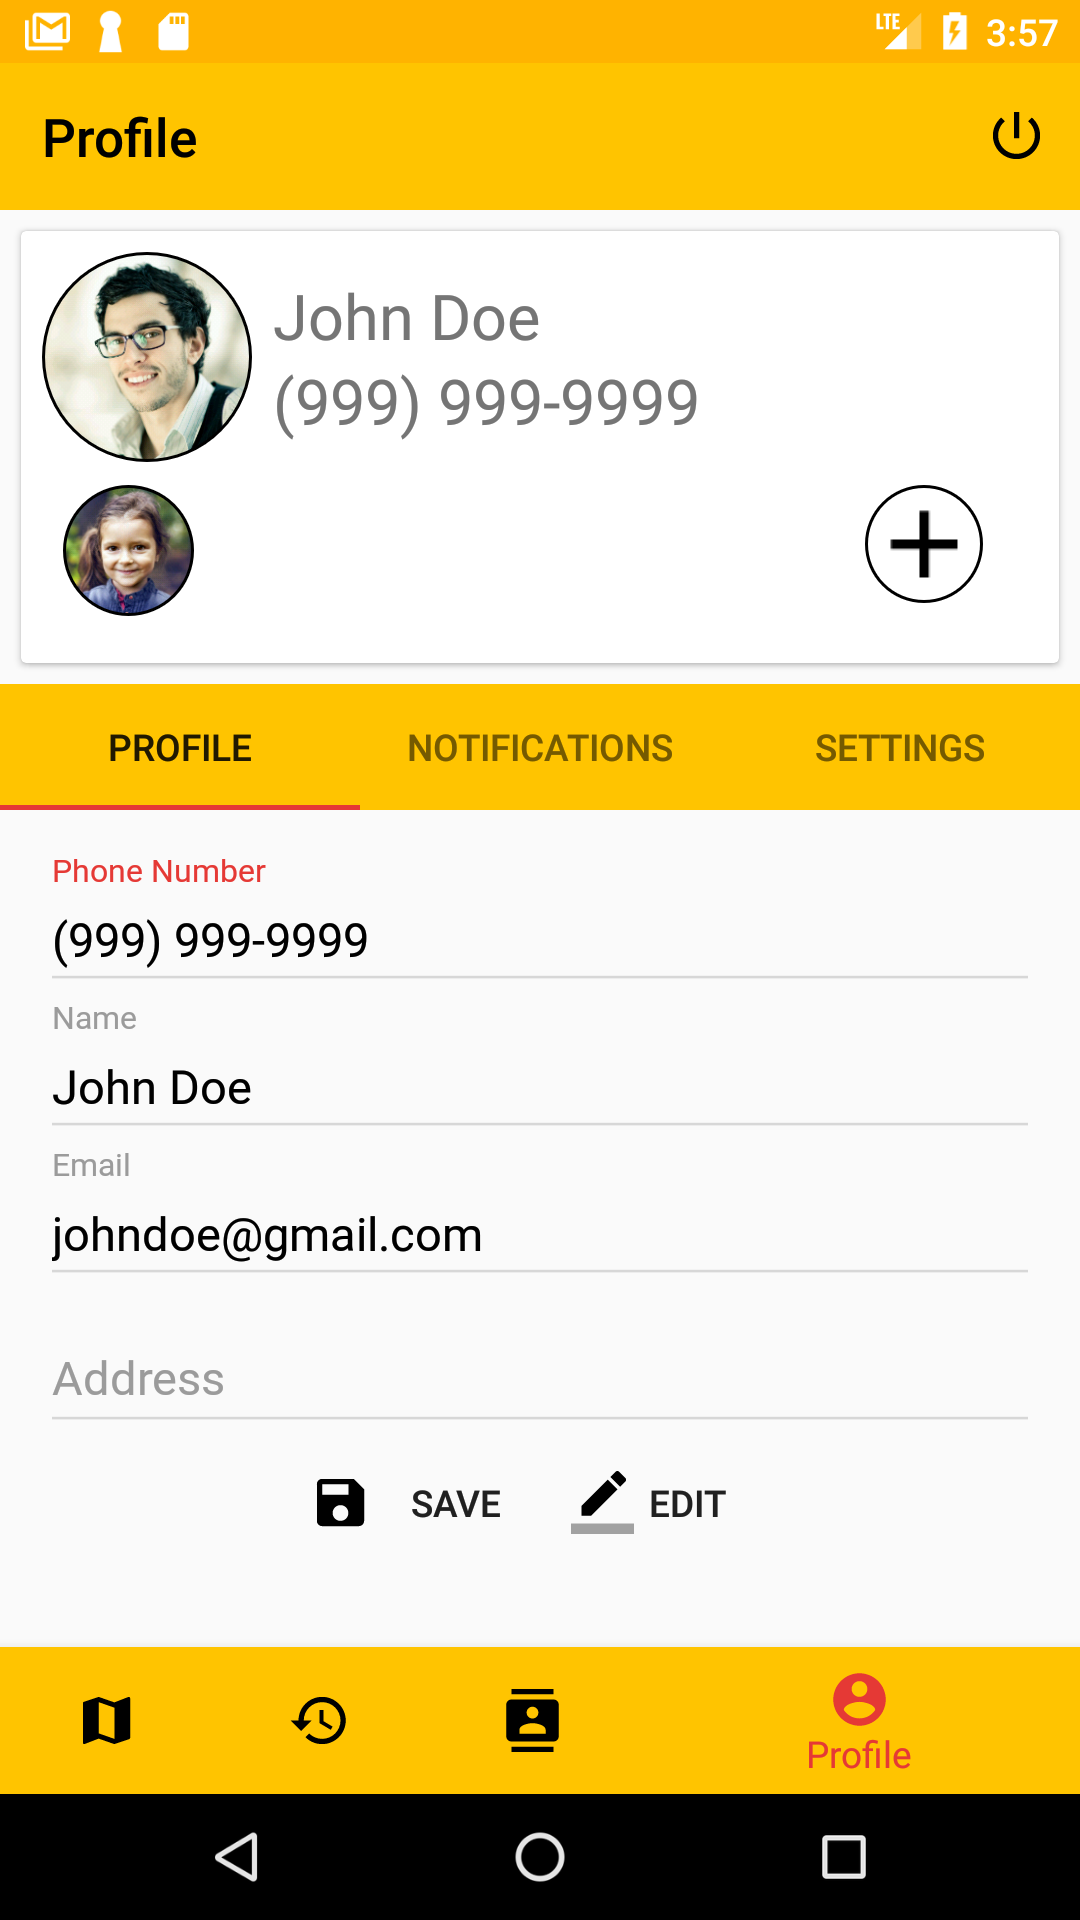 LTE 3:57
Profile
John Doe
(999) 999-9999
PROFILE NOTIFICATIONS SETTINGS
Phone Number
(999) 999-9999
Name
John Doe
Email
johndoe@gmail.com
Address
SAVE EDIT
Profile